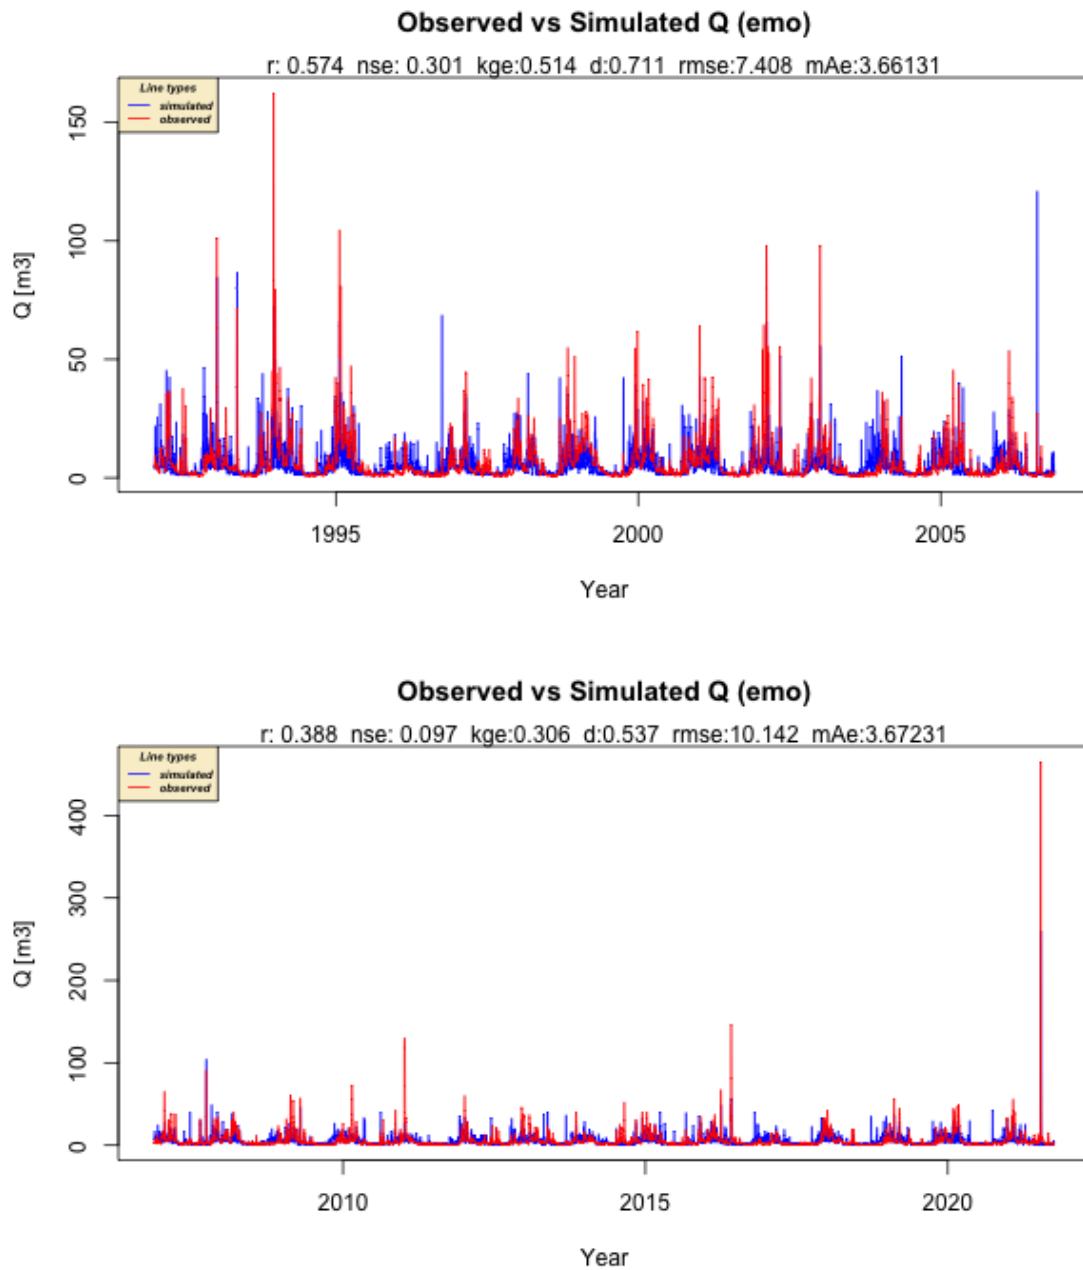 Observed vs Simulated Q (emo)
r: 0.574 nse: 0.301 kge:0.514 d:0.711 rmse:7.408 mAe:3.66131
Line types
simulated
observed
150
100
50
0
Q [m3]
1995 2000 2005
Year
Observed vs Simulated Q (emo)
r: 0.388 nse: 0.097 kge:0.306 d:0.537 rmse:10.142 mAe:3.67231
Line types
simulated
observed
400
300
200
100
0
Q [m3]
2010 2015 2020
Year